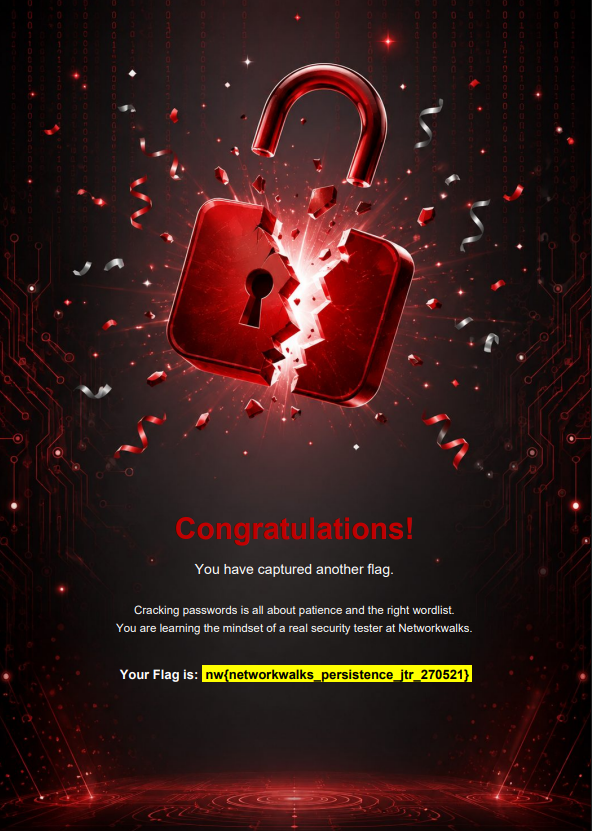 Congratulations!
You have captured another flag.
Cracking passwords is all about patience and the right wordlist.
You are learning the mindset of a real security tester at Networkwalks.
Your Flag is: nw{networkwalks_persistence_jtr_270521}